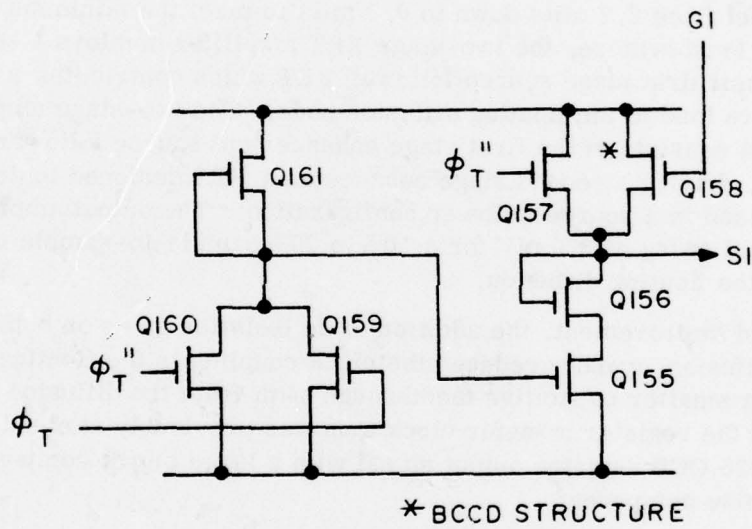 G1
ϕT"
*
Q161
Q158
Q157
S1
Q156
Q160
Q159
ϕT"
Q155
ϕT
* BCCD STRUCTURE